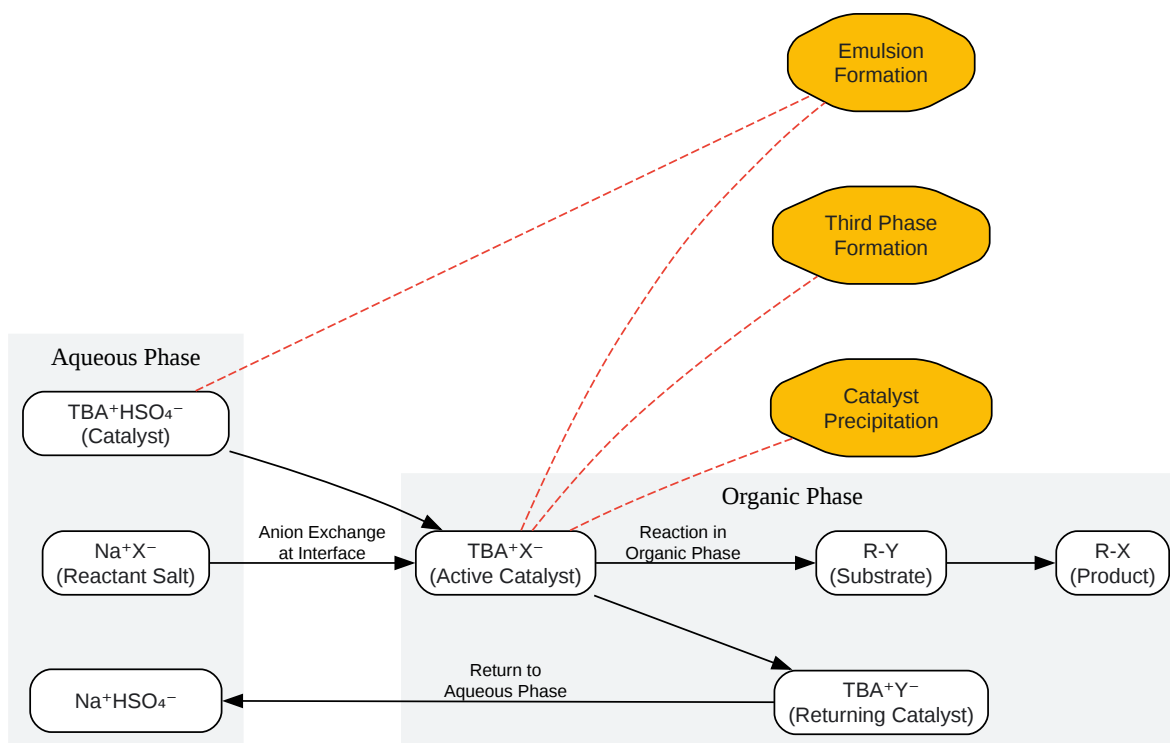 Emulsion
Formation
Third Phase
Formation
Catalyst
Precipitation
Aqueous Phase
TBA⁺HSO₄⁻
(Catalyst)
Organic Phase
Na⁺X⁻
(Reactant Salt)
Anion Exchange
at Interface
TBA⁺X⁻
(Active Catalyst)
Reaction in
Organic Phase
R-Y
(Substrate)
R-X
(Product)
Na⁺HSO₄⁻
Return to
Aqueous Phase
TBA⁺Y⁻
(Returning Catalyst)